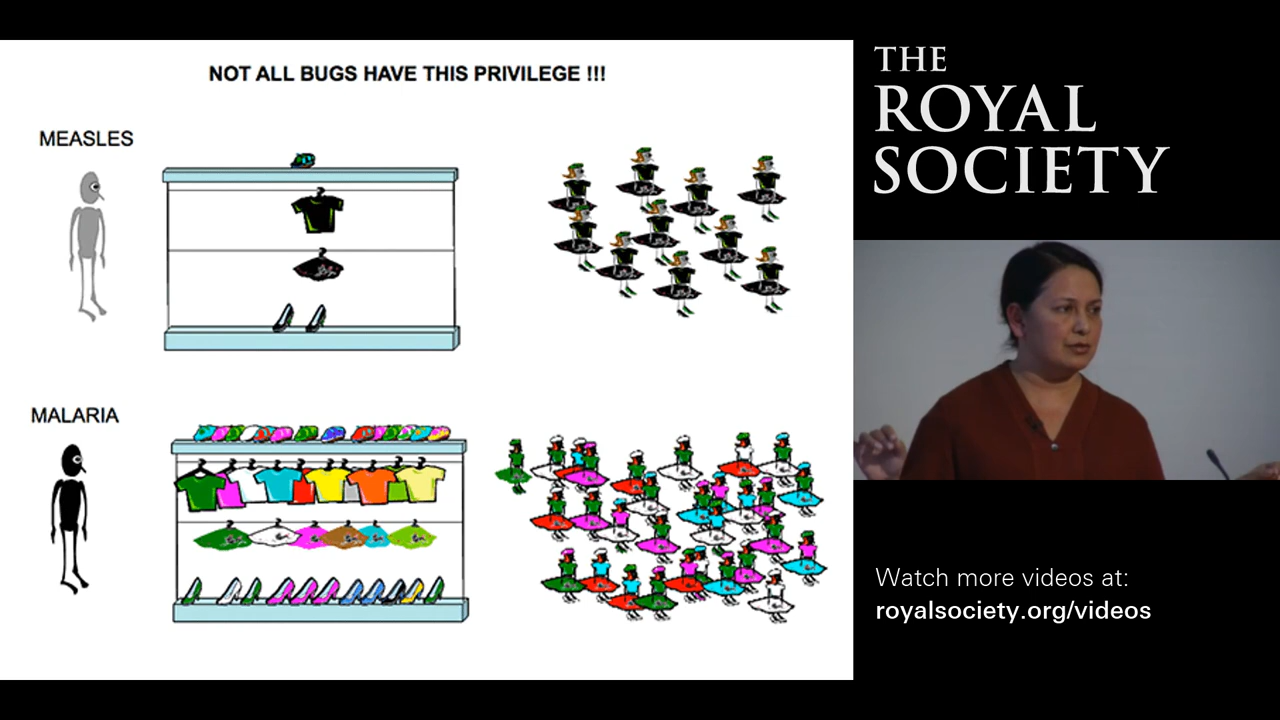 NOT ALL BUGS HAVE THIS PRIVILEGE !!!
MEASLES
MALARIA
THE
ROYAL
SOCIETY
Watch more videos at:
royalsociety.org/videos